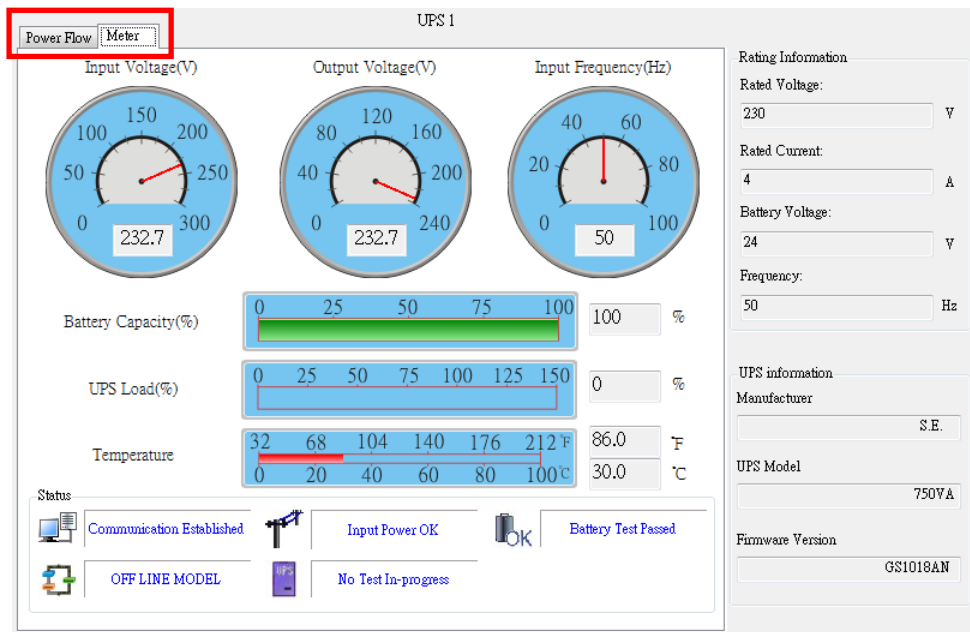 UPS 1
Power Flow Meter
Input Voltage(V)
0 50 100 150 200 250 300
232.7
Output Voltage(V)
0 40 80 120 160 200 240
232.7
Input Frequency(Hz)
0 20 40 60 80 100
50
Battery Capacity(%)
0 25 50 75 100
100 %
UPS Load(%)
0 25 50 75 100 125 150
0 %
Temperature
32 68 104 140 176 212 °F
0 20 40 60 80 100 °C
86.0 °F
30.0 °C
Status
Communication Established
Input Power OK
OK
Battery Test Passed
OFF LINE MODEL
UPS
No Test In-progress
Rating Information
Rated Voltage:
230 V
Rated Current:
4 A
Battery Voltage:
24 V
Frequency:
50 Hz
UPS information
Manufacturer
S.E.
UPS Model
750VA
Firmware Version
GS1018AN